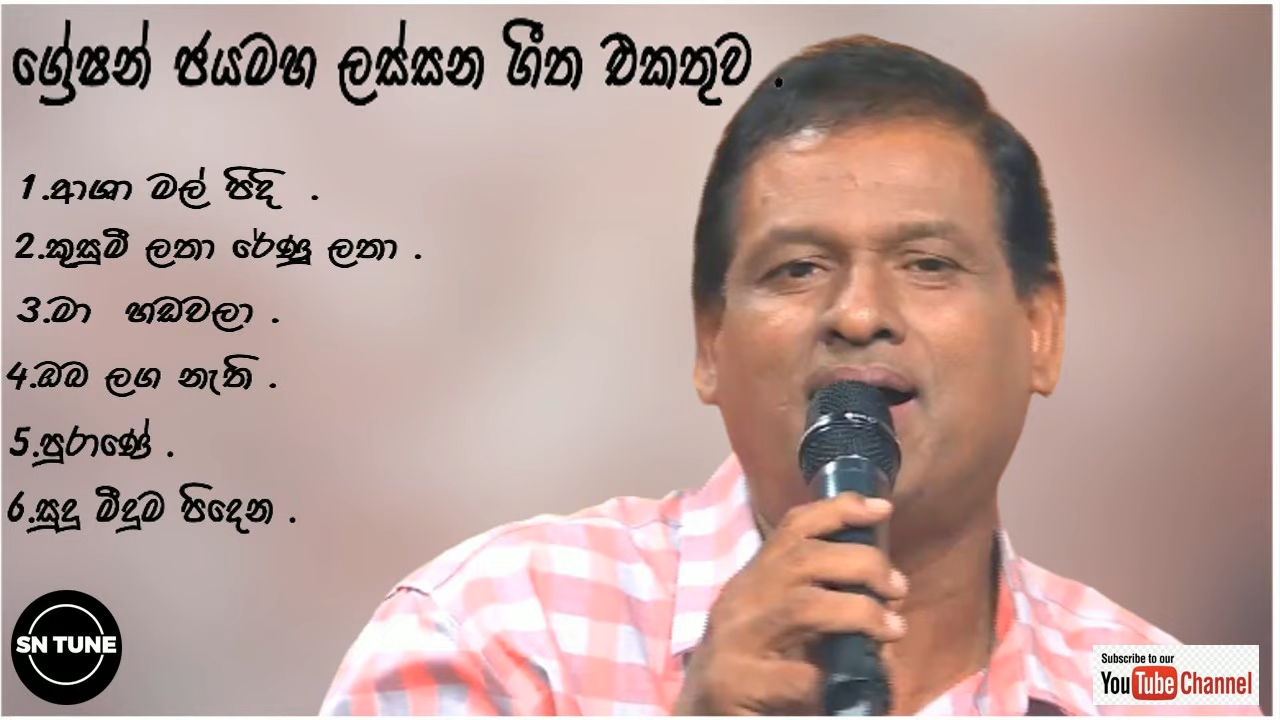 ග්‍රේෂන් ජයමහ ලස්සන ගීත එකතුව .
1.ආශා මල් පිදි .
2.කුසුමී ලතා රේණු ලතා .
3.මා හඩවලා .
4.ඔබ ලග නැති .
5.පුරාණේ .
6.සුදු මීදුම පිදෙන .
SN TUNE
Subscribe to our
YouTube Channel